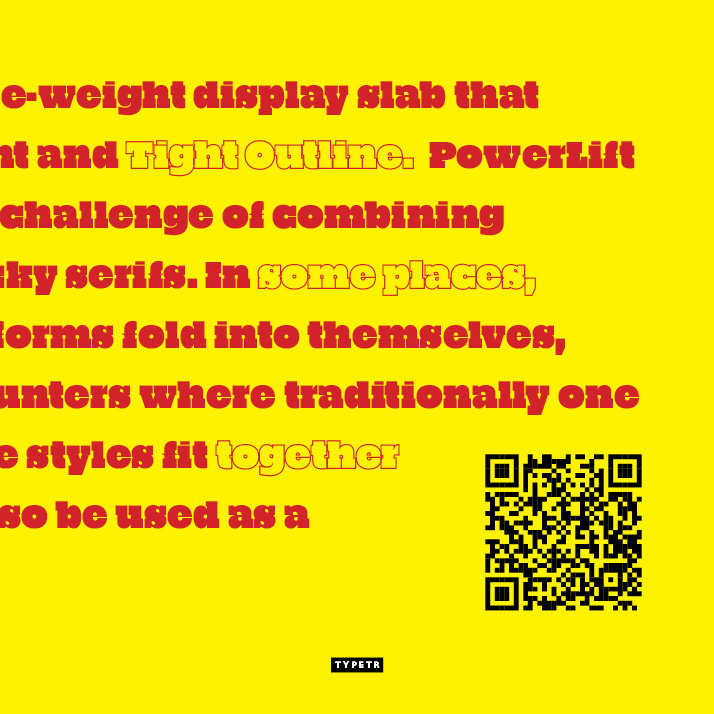 e-weight display slab that
nt and Tight Outline. PowerLift
challenge of combining
ky serifs. In some places,
forms fold into themselves,
unters where traditionally one
e styles fit together
so be used as a
TYPETR